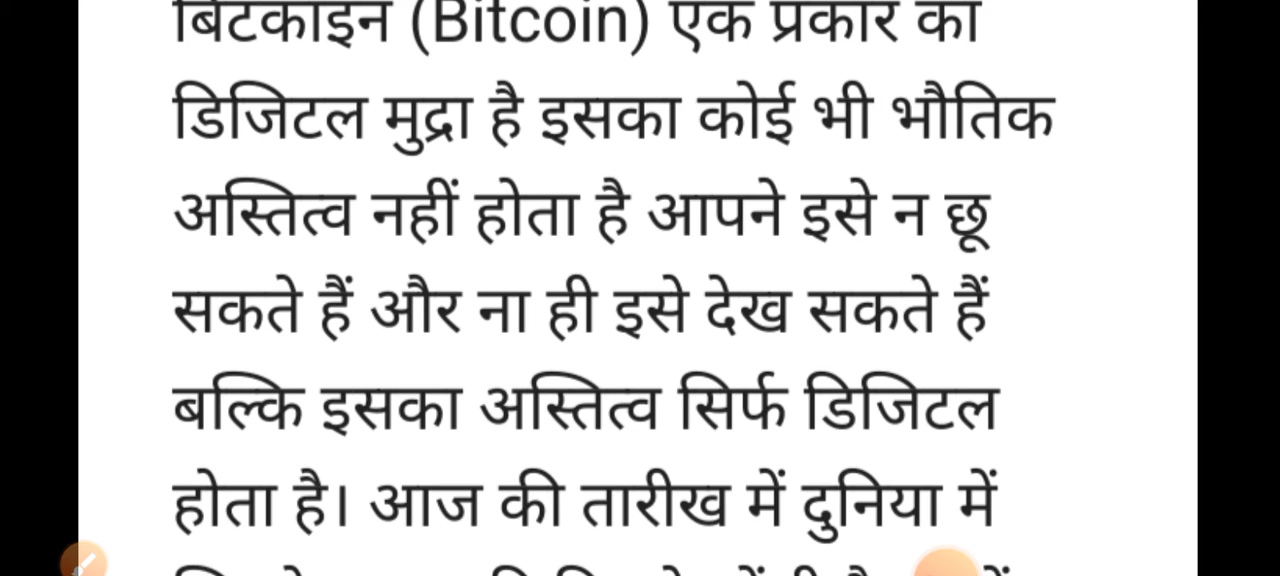 बिटकाइन (Bitcoin) एक प्रकार का
डिजिटल मुद्रा है इसका कोई भी भौतिक
अस्तित्व नहीं होता है आपने इसे न छू
सकते हैं और ना ही इसे देख सकते हैं
बल्कि इसका अस्तित्व सिर्फ डिजिटल
होता है। आज की तारीख में दुनिया में